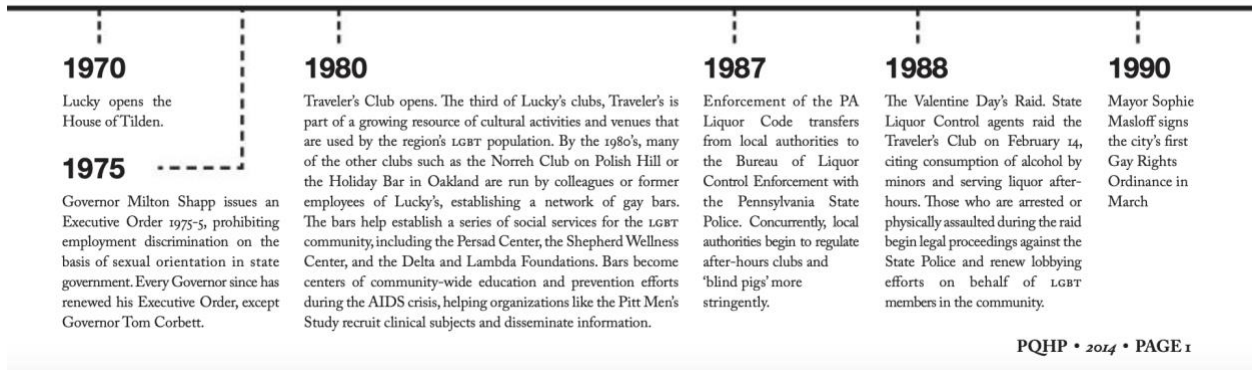 1970
Lucky opens the
House of Tilden.
1975
Governor Milton Shapp issues an
Executive Order 1975-5, prohibiting
employment discrimination on the
basis of sexual orientation in state
government. Every Governor since has
renewed his Executive Order, except
Governor Tom Corbett.
1980
Traveler's Club opens. The third of Lucky's clubs, Traveler's is
part of a growing resource of cultural activities and venues that
are used by the region's LGBT population. By the 1980's, many
of the other clubs such as the Norreh Club on Polish Hill or
the Holiday Bar in Oakland are run by colleagues or former
employees of Lucky's, establishing a network of gay bars.
The bars help establish a series of social services for the LGBT
community, including the Persad Center, the Shepherd Wellness
Center, and the Delta and Lambda Foundations. Bars become
centers of community-wide education and prevention efforts
during the AIDS crisis, helping organizations like the Pitt Men's
Study recruit clinical subjects and disseminate information.
1987
Enforcement of the PA
Liquor Code transfers
from local authorities to
the Bureau of Liquor
Control Enforcement with
the Pennsylvania State
Police. Concurrently, local
authorities begin to regulate
after-hours clubs and
'blind pigs' more
stringently.
1988
The Valentine Day's Raid. State
Liquor Control agents raid the
Traveler's Club on February 14,
citing consumption of alcohol by
minors and serving liquor after-
hours. Those who are arrested or
physically assaulted during the raid
begin legal proceedings against the
State Police and renew lobbying
efforts on behalf of LGBT
members in the community.
1990
Mayor Sophie
Masloff signs
the city's first
Gay Rights
Ordinance in
March
PQHP • 2014 • PAGE 1